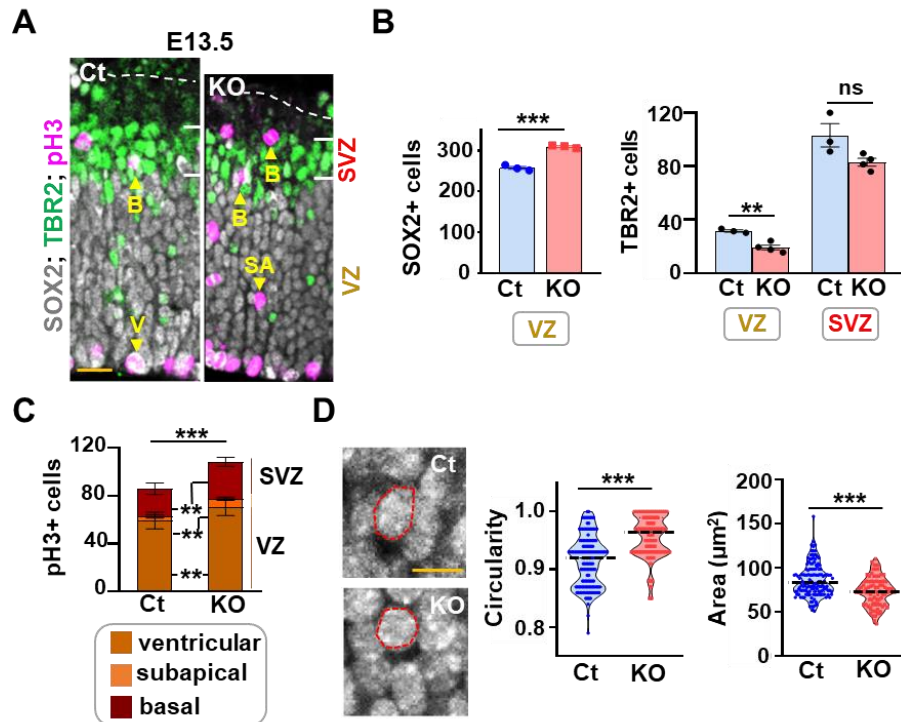 A
E13.5
Ct
KO
SOX2; TBR2; pH3
B
B
B
SA
V
SVZ
VZ
B
***
SOX2+ cells
300
200
100
0
Ct KO
VZ
ns
**
TBR2+ cells
120
80
40
0
Ct KO Ct KO
VZ SVZ
C
***
pH3+ cells
120
80
40
0
**
**
**
SVZ
VZ
Ct KO
ventricular
subapical
basal
D
Ct
KO
***
Circularity
1.0
0.9
0.8
Ct KO
***
Area (µm²)
200
150
100
50
0
Ct KO